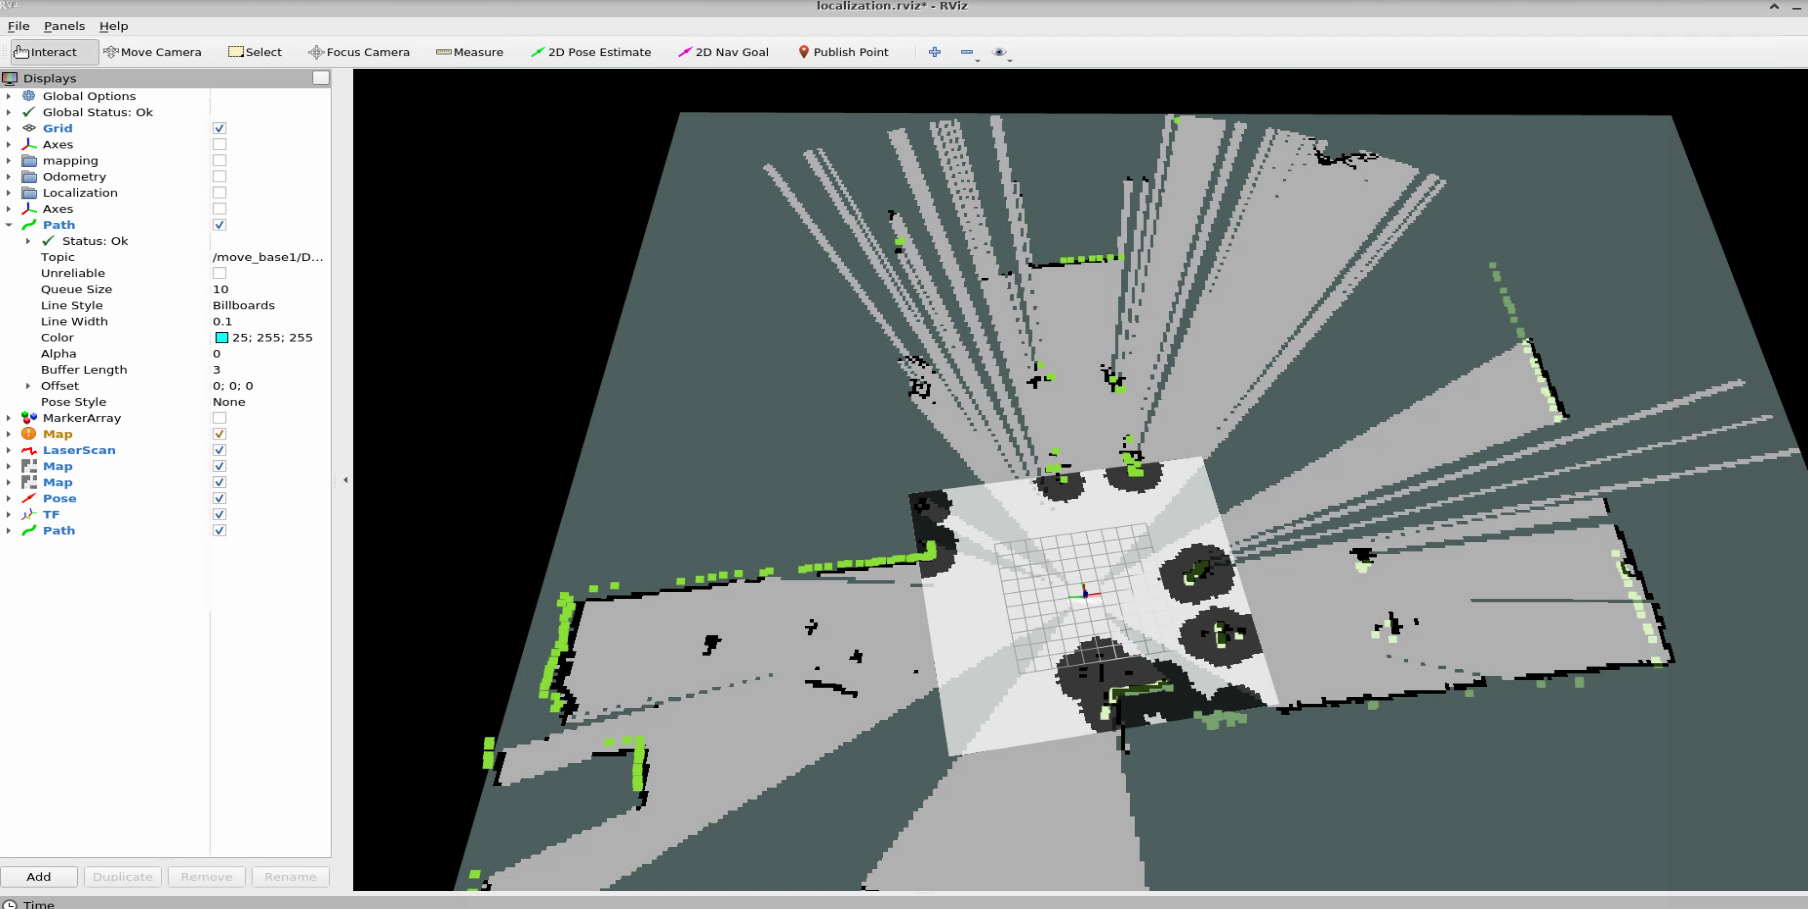 localization.rviz* - RViz
File Panels Help
Interact Move Camera Select Focus Camera Measure 2D Pose Estimate 2D Nav Goal Publish Point
Displays
Global Options
Global Status: Ok
Grid
Axes
mapping
Odometry
Localization
Axes
Path
Status: Ok
Topic /move_base1/D...
Unreliable
Queue Size 10
Line Style Billboards
Line Width 0.1
Color 25; 255; 255
Alpha 0
Buffer Length 3
Offset 0; 0; 0
Pose Style None
MarkerArray
Map
LaserScan
Map
Map
Pose
TF
Path
Add Duplicate Remove Rename
Time